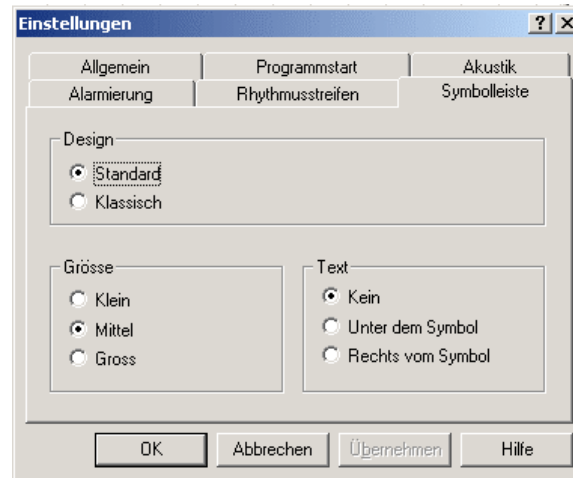 Einstellungen
Allgemein Programmstart Akustik
Alarmierung Rhythmusstreifen Symbolleiste
Design
Standard
Klassisch
Grösse
Klein
Mittel
Gross
Text
Kein
Unter dem Symbol
Rechts vom Symbol
OK Abbrechen Übernehmen Hilfe